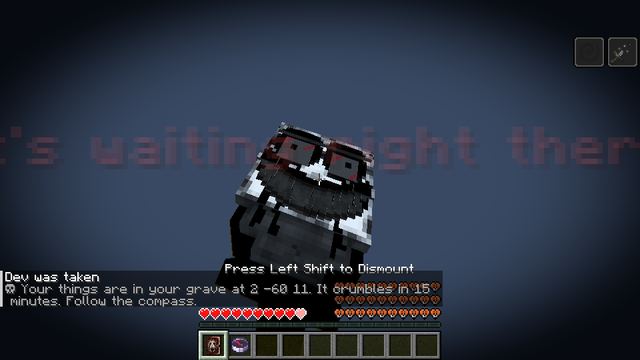 's waiting right ther
Press Left Shift to Dismount
Dev was taken
☠ Your things are in your grave at 2 -60 11. It crumbles in 15
minutes. Follow the compass.